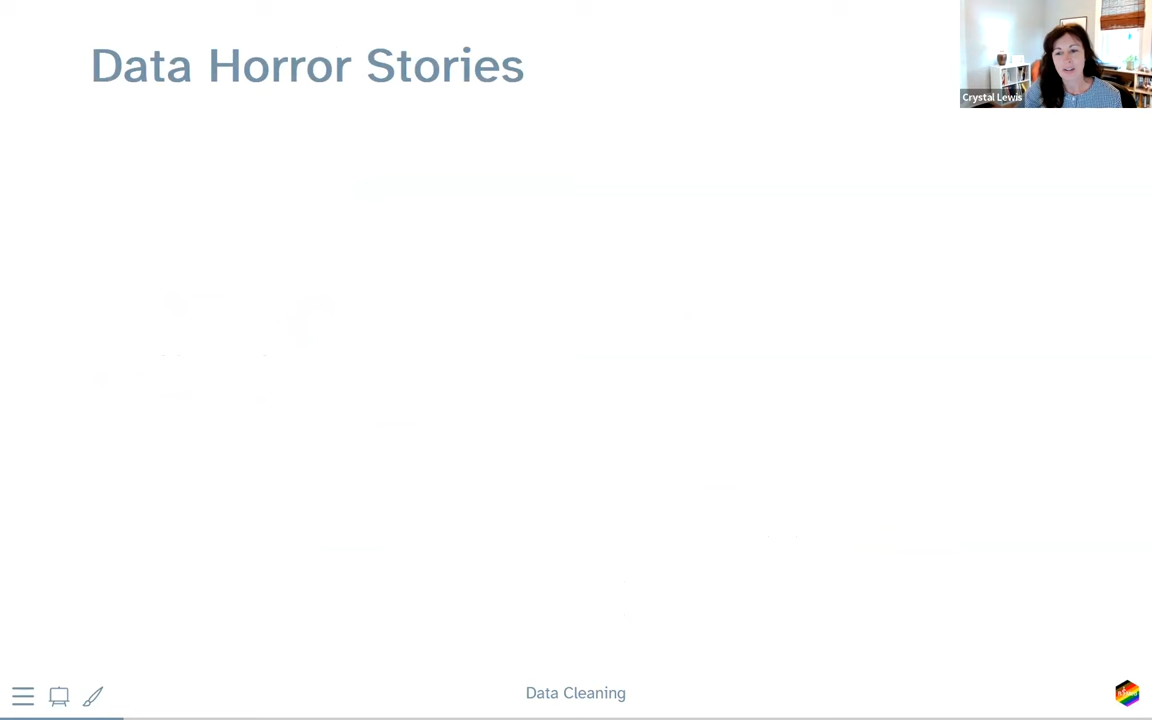 Data Horror Stories
Crystal Lewis
Data Cleaning